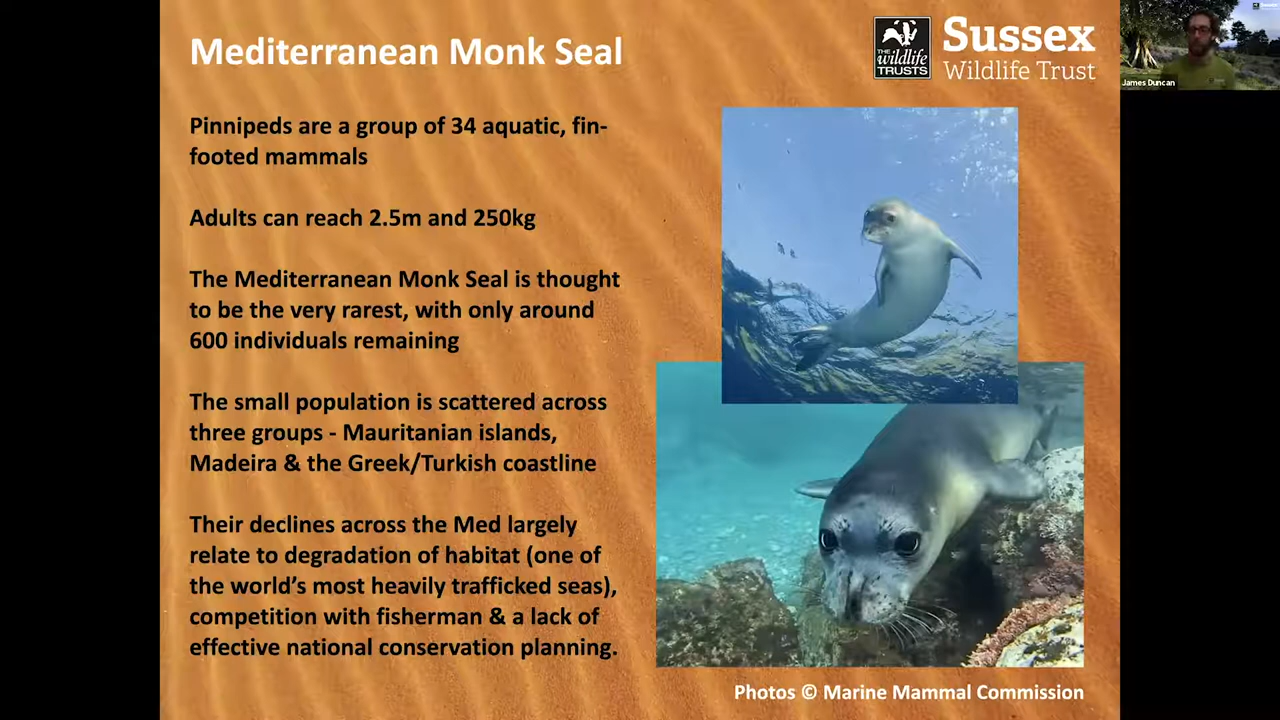 Mediterranean Monk Seal
THE
wildlife
TRUSTS
Sussex
Wildlife Trust
James Duncan
Pinnipeds are a group of 34 aquatic, fin-
footed mammals
Adults can reach 2.5m and 250kg
The Mediterranean Monk Seal is thought
to be the very rarest, with only around
600 individuals remaining
The small population is scattered across
three groups - Mauritanian islands,
Madeira & the Greek/Turkish coastline
Their declines across the Med largely
relate to degradation of habitat (one of
the world's most heavily trafficked seas),
competition with fisherman & a lack of
effective national conservation planning.
Photos © Marine Mammal Commission